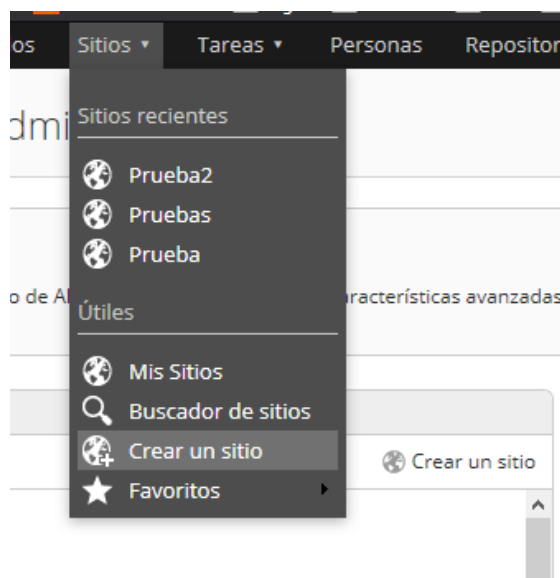 os Sitios Tareas Personas Repositor
dmi
Sitios recientes
Prueba2
Pruebas
Prueba
o de Al
aracterísticas avanzadas
Útiles
Mis Sitios
Buscador de sitios
Crear un sitio
Crear un sitio
Favoritos